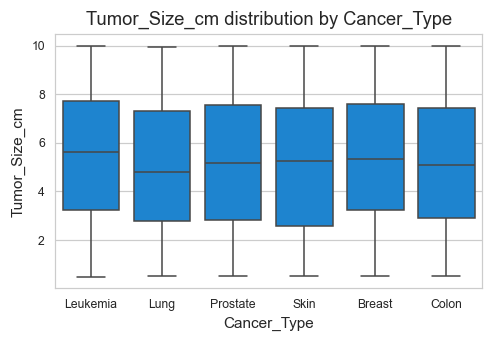 Tumor_Size_cm distribution by Cancer_Type
Tumor_Size_cm
10
8
6
4
2
Leukemia Lung Prostate Skin Breast Colon
Cancer_Type